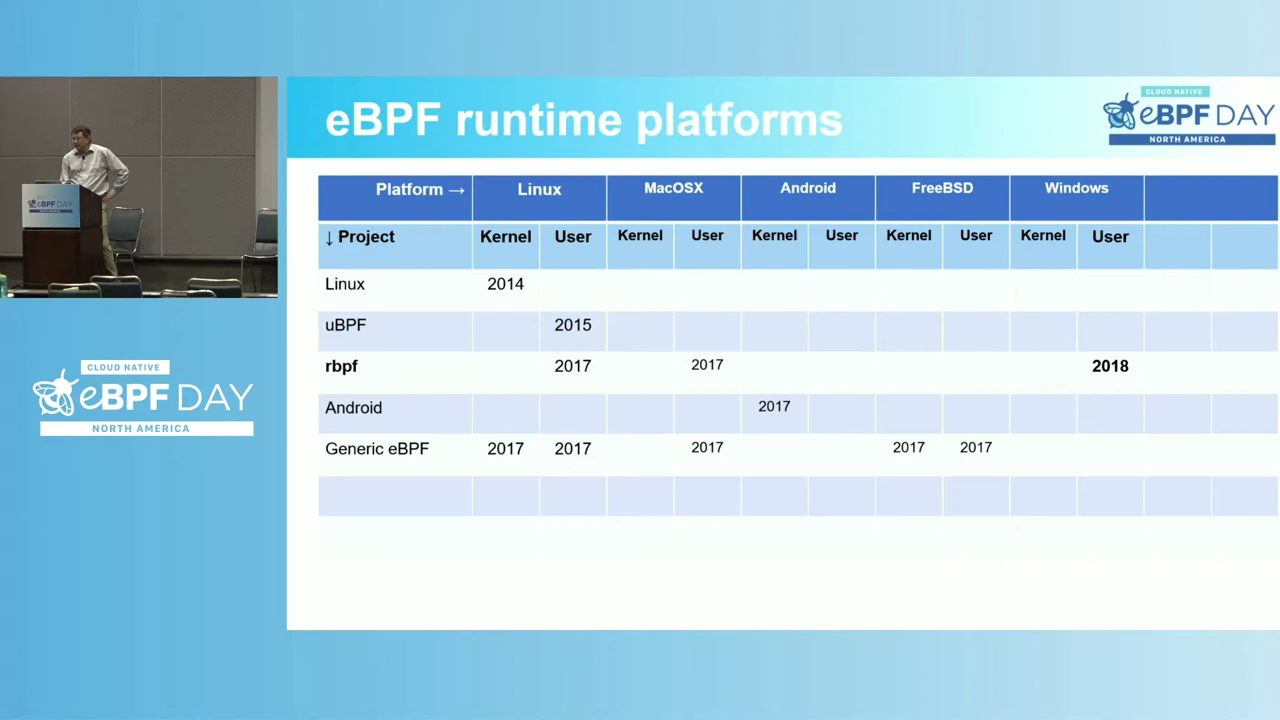 eBPF runtime platforms
CLOUD NATIVE
eBPF DAY
NORTH AMERICA
Platform → Linux MacOSX Android FreeBSD Windows
↓ Project Kernel User Kernel User Kernel User Kernel User Kernel User
Linux 2014
uBPF 2015
rbpf 2017 2017 2018
Android 2017
Generic eBPF 2017 2017 2017 2017 2017
eBPF DAY
CLOUD NATIVE
eBPF DAY
NORTH AMERICA